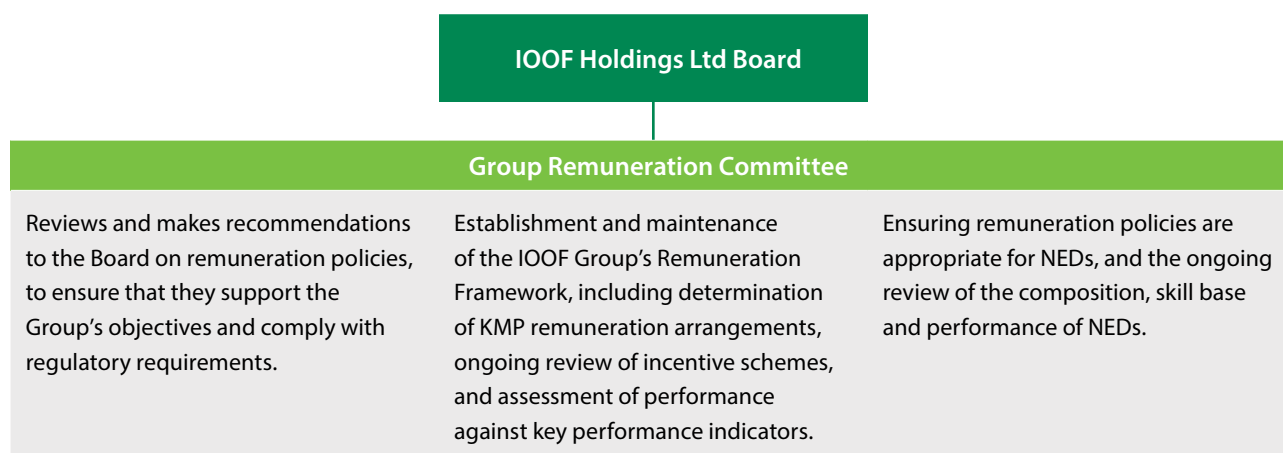 IOOF Holdings Ltd Board
Group Remuneration Committee
Reviews and makes recommendations
to the Board on remuneration policies,
to ensure that they support the
Group’s objectives and comply with
regulatory requirements.
Establishment and maintenance
of the IOOF Group’s Remuneration
Framework, including determination
of KMP remuneration arrangements,
ongoing review of incentive schemes,
and assessment of performance
against key performance indicators.
Ensuring remuneration policies are
appropriate for NEDs, and the ongoing
review of the composition, skill base
and performance of NEDs.